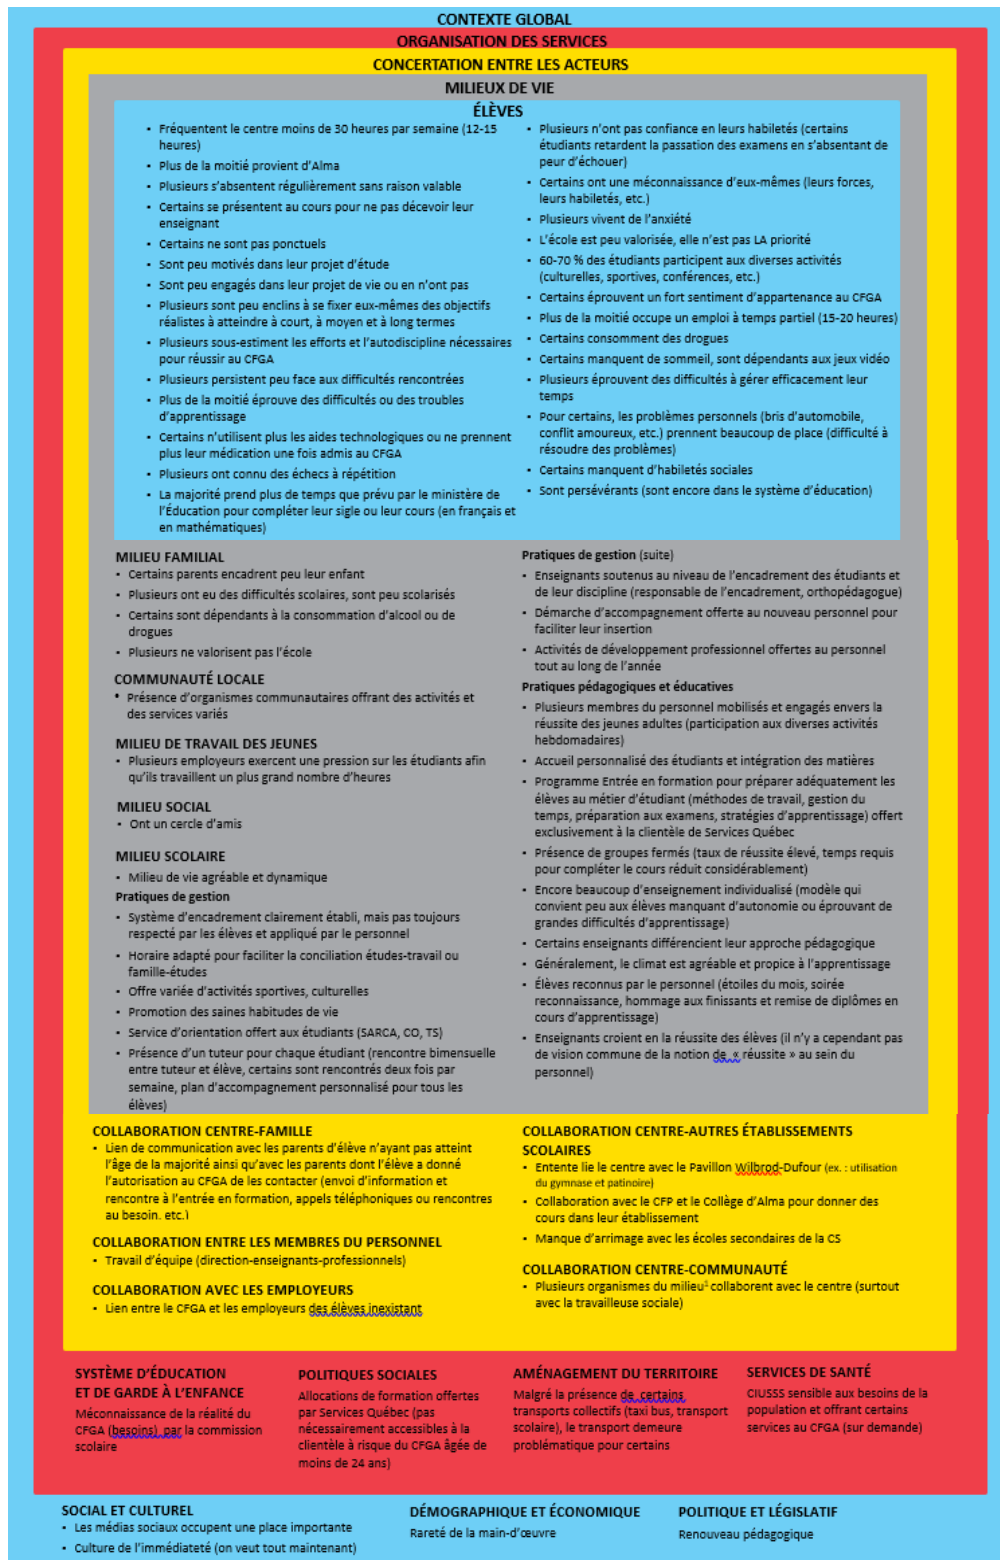 CONTEXTE GLOBAL
ORGANISATION DES SERVICES
CONCERTATION ENTRE LES ACTEURS
MILIEUX DE VIE
ÉLÈVES
• Fréquentent le centre moins de 30 heures par semaine (12-15
heures)
• Plus de la moitié provient d'Alma
• Plusieurs s'absentent régulièrement sans raison valable
• Certains se présentent au cours pour ne pas décevoir leur
enseignant
• Certains ne sont pas ponctuels
• Sont peu motivés dans leur projet d'étude
• Sont peu engagés dans leur projet de vie ou en n'ont pas
• Plusieurs sont peu enclins à se fixer eux-mêmes des objectifs
réalistes à atteindre à court, à moyen et à long termes
• Plusieurs sous-estiment les efforts et l'autodiscipline nécessaires
pour réussir au CFGA
• Plusieurs persistent peu face aux difficultés rencontrées
• Plus de la moitié éprouve des difficultés ou des troubles
d'apprentissage
• Certains n'utilisent plus les aides technologiques ou ne prennent
plus leur médication une fois admis au CFGA
• Plusieurs ont connu des échecs à répétition
• La majorité prend plus de temps que prévu par le ministère de
l'Éducation pour compléter leur sigle ou leur cours (en français et
en mathématiques)
• Plusieurs n'ont pas confiance en leurs habiletés (certains
étudiants retardent la passation des examens en s'absentant de
peur d'échouer)
• Certains ont une méconnaissance d'eux-mêmes (leurs forces,
leurs habiletés, etc.)
• Plusieurs vivent de l'anxiété
• L'école est peu valorisée, elle n'est pas LA priorité
• 60-70 % des étudiants participent aux diverses activités
(culturelles, sportives, conférences, etc.)
• Certains éprouvent un fort sentiment d'appartenance au CFGA
• Plus de la moitié occupe un emploi à temps partiel (15-20 heures)
• Certains consomment des drogues
• Certains manquent de sommeil, sont dépendants aux jeux vidéo
• Plusieurs éprouvent des difficultés à gérer efficacement leur
temps
• Pour certains, les problèmes personnels (bris d'automobile,
conflit amoureux, etc.) prennent beaucoup de place (difficulté à
résoudre des problèmes)
• Certains manquent d'habiletés sociales
• Sont persévérants (sont encore dans le système d'éducation)
MILIEU FAMILIAL
• Certains parents encadrent peu leur enfant
• Plusieurs ont eu des difficultés scolaires, sont peu scolarisés
• Certains sont dépendants à la consommation d'alcool ou de
drogues
• Plusieurs ne valorisent pas l'école
COMMUNAUTÉ LOCALE
• Présence d'organismes communautaires offrant des activités et
des services variés
MILIEU DE TRAVAIL DES JEUNES
• Plusieurs employeurs exercent une pression sur les étudiants afin
qu'ils travaillent un plus grand nombre d'heures
MILIEU SOCIAL
• Ont un cercle d'amis
MILIEU SCOLAIRE
• Milieu de vie agréable et dynamique
Pratiques de gestion
• Système d'encadrement clairement établi, mais pas toujours
respecté par les élèves et appliqué par le personnel
• Horaire adapté pour faciliter la conciliation études-travail ou
famille-études
• Offre variée d'activités sportives, culturelles
• Promotion des saines habitudes de vie
• Service d'orientation offert aux étudiants (SARCA, CO, TS)
• Présence d'un tuteur pour chaque étudiant (rencontre bimensuelle
entre tuteur et élève, certains sont rencontrés deux fois par
semaine, plan d'accompagnement personnalisé pour tous les
élèves)
Pratiques de gestion (suite)
• Enseignants soutenus au niveau de l'encadrement des étudiants et
de leur discipline (responsable de l'encadrement, orthopédagogue)
• Démarche d'accompagnement offerte au nouveau personnel pour
faciliter leur insertion
• Activités de développement professionnel offertes au personnel
tout au long de l'année
Pratiques pédagogiques et éducatives
• Plusieurs membres du personnel mobilisés et engagés envers la
réussite des jeunes adultes (participation aux diverses activités
hebdomadaires)
• Accueil personnalisé des étudiants et intégration des matières
• Programme Entrée en formation pour préparer adéquatement les
élèves au métier d'étudiant (méthodes de travail, gestion du
temps, préparation aux examens, stratégies d'apprentissage) offert
exclusivement à la clientèle de Services Québec
• Présence de groupes fermés (taux de réussite élevé, temps requis
pour compléter le cours réduit considérablement)
• Encore beaucoup d'enseignement individualisé (modèle qui
convient peu aux élèves manquant d'autonomie ou éprouvant de
grandes difficultés d'apprentissage)
• Certains enseignants différencient leur approche pédagogique
• Généralement, le climat est agréable et propice à l'apprentissage
• Élèves reconnus par le personnel (étoiles du mois, soirée
reconnaissance, hommage aux finissants et remise de diplômes en
cours d'apprentissage)
• Enseignants croient en la réussite des élèves (il n'y a cependant pas
de vision commune de la notion de « réussite » au sein du
personnel)
COLLABORATION CENTRE-FAMILLE
• Lien de communication avec les parents d'élève n'ayant pas atteint
l'âge de la majorité ainsi qu'avec les parents dont l'élève a donné
l'autorisation au CFGA de les contacter (envoi d'information et
rencontre à l'entrée en formation, appels téléphoniques ou rencontres
au besoin, etc.)
COLLABORATION ENTRE LES MEMBRES DU PERSONNEL
• Travail d'équipe (direction-enseignants-professionnels)
COLLABORATION AVEC LES EMPLOYEURS
• Lien entre le CFGA et les employeurs des élèves inexistant
COLLABORATION CENTRE-AUTRES ÉTABLISSEMENTS
SCOLAIRES
• Entente lie le centre avec le Pavillon Wilbrod-Dufour (ex. : utilisation
du gymnase et patinoire)
• Collaboration avec le CFP et le Collège d'Alma pour donner des
cours dans leur établissement
• Manque d'arrimage avec les écoles secondaires de la CS
COLLABORATION CENTRE-COMMUNAUTÉ
• Plusieurs organismes du milieu¹ collaborent avec le centre (surtout
avec la travailleuse sociale)
SYSTÈME D'ÉDUCATION
ET DE GARDE À L'ENFANCE
Méconnaissance de la réalité du
CFGA (besoins) par la commission
scolaire
POLITIQUES SOCIALES
Allocations de formation offertes
par Services Québec (pas
nécessairement accessibles à la
clientèle à risque du CFGA âgée de
moins de 24 ans)
AMÉNAGEMENT DU TERRITOIRE
Malgré la présence de certains
transports collectifs (taxi bus, transport
scolaire), le transport demeure
problématique pour certains
SERVICES DE SANTÉ
CIUSSS sensible aux besoins de la
population et offrant certains
services au CFGA (sur demande)
SOCIAL ET CULTUREL
• Les médias sociaux occupent une place importante
• Culture de l'immédiateté (on veut tout maintenant)
DÉMOGRAPHIQUE ET ÉCONOMIQUE
Rareté de la main-d'œuvre
POLITIQUE ET LÉGISLATIF
Renouveau pédagogique